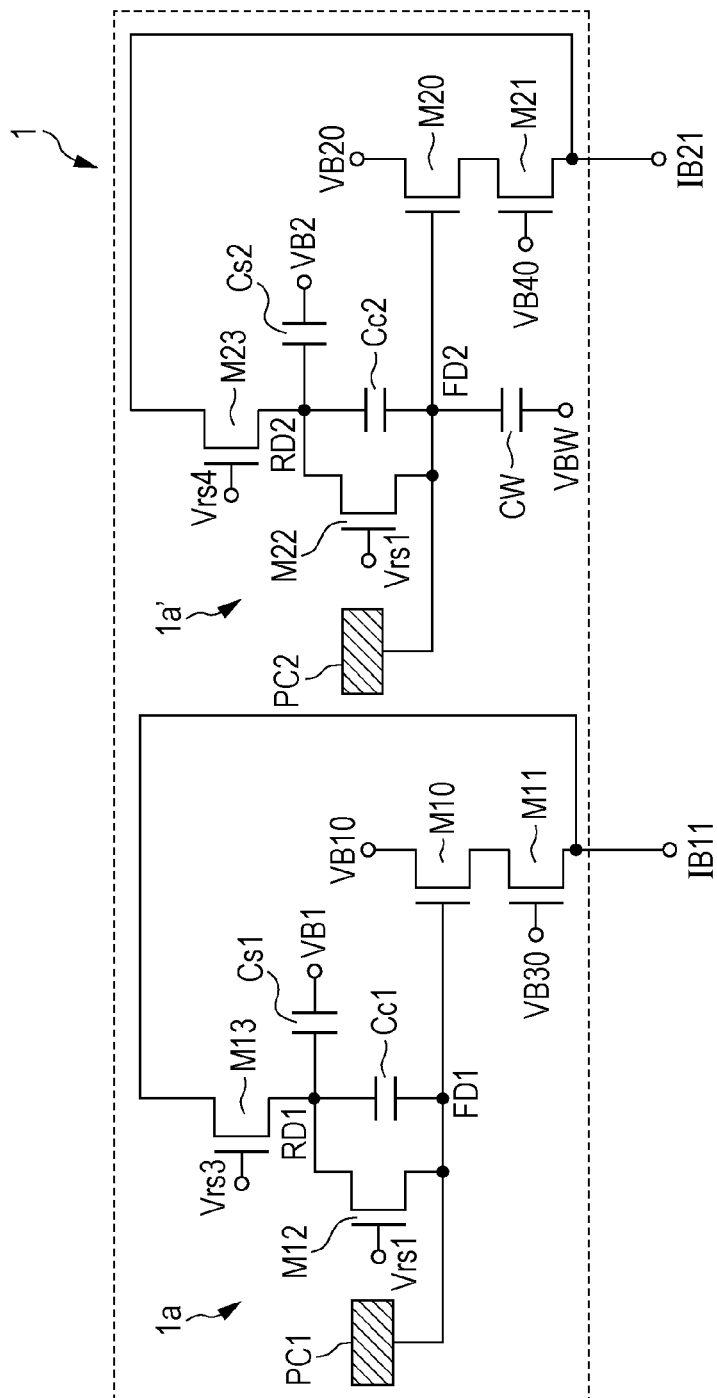 1
1a
PC1
M12
Vrs1
Vrs3
M13
RD1
Cs1
VB1
Cc1
FD1
VB10
M10
M11
VB30
IB11
1a'
PC2
M22
Vrs1
Vrs4
M23
RD2
Cs2
VB2
Cc2
FD2
CW
VBW
VB20
M20
M21
VB40
IB21